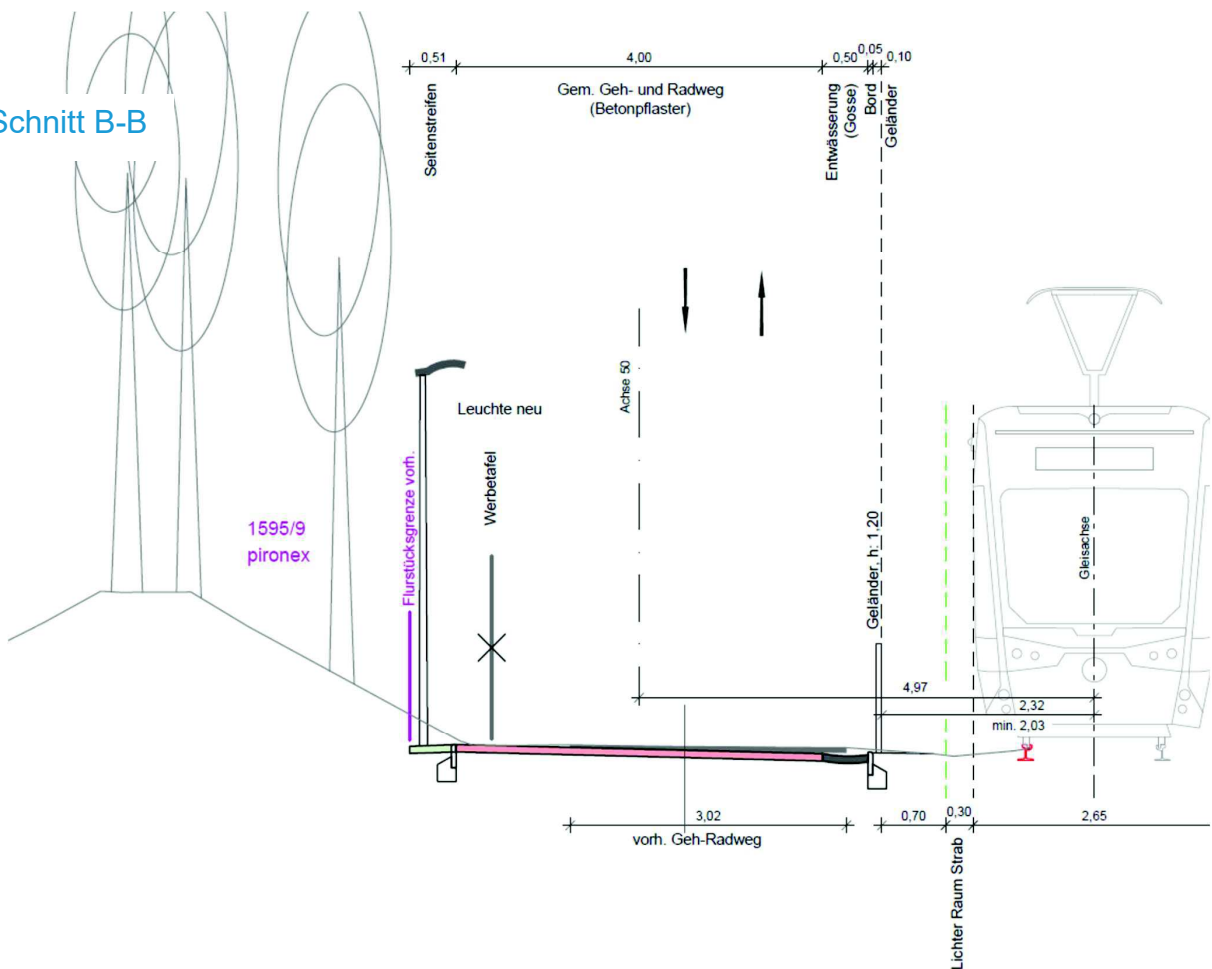 0,51
4,00
0,50
0,05
0,10
Seitenstreifen
Gem. Geh- und Radweg
(Betonpflaster)
Entwässerung
(Gosse)
Bord
Geländer
Schnitt B-B
Achse 50
Leuchte neu
Werbetafel
Flurstücksgrenze vorh.
1595/9
pironex
Geländer, h: 1,20
Gleisachse
4,97
2,32
min. 2,03
3,02
vorh. Geh-Radweg
0,70
0,30
2,65
Lichter Raum Strab